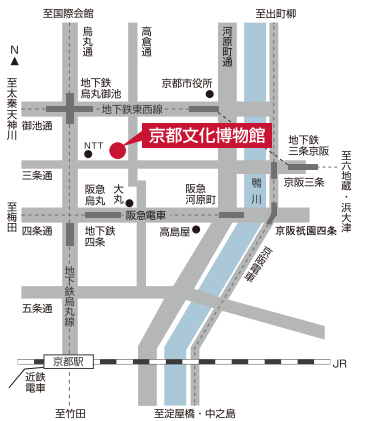 至国際会館
至出町柳
烏丸通
高倉通
河原町通
N
至太秦天神川
地下鉄
烏丸御池
京都市役所
地下鉄東西線
御池通
京都文化博物館
NTT
地下鉄
三条京阪
三条通
京阪三条
至六地蔵・浜大津
阪急
烏丸
大丸
阪急
河原町
鴨川
至梅田
阪急電車
四条通
地下鉄
四条
高島屋
京阪祇園四条
京阪電車
地下鉄烏丸線
五条通
京都駅
JR
近鉄
電車
至竹田
至淀屋橋・中之島